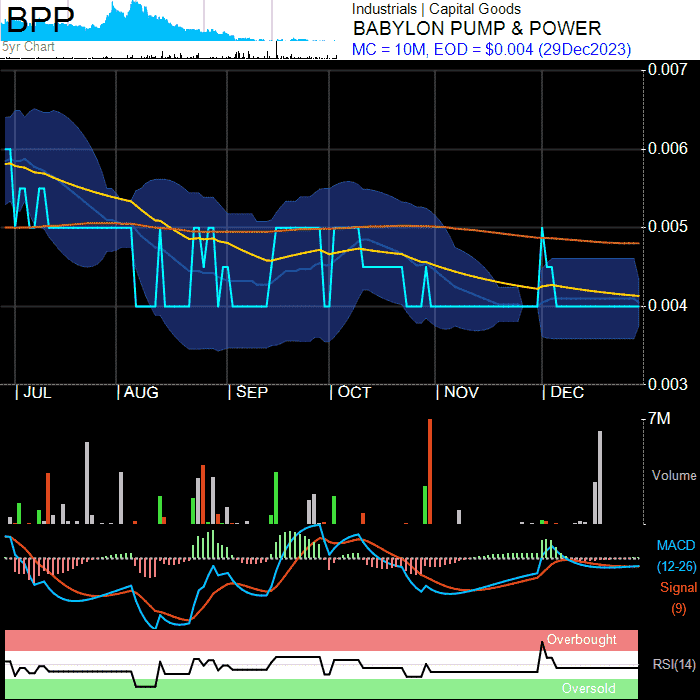 BPP
5yr Chart
Industrials | Capital Goods
BABYLON PUMP & POWER
MC = 10M, EOD = $0.004 (29Dec2023)
0.007
0.006
0.005
0.004
0.003
| JUL | AUG | SEP | OCT | NOV | DEC
7M
Volume
MACD
(12-26)
Signal
(9)
Overbought
RSI(14)
Oversold